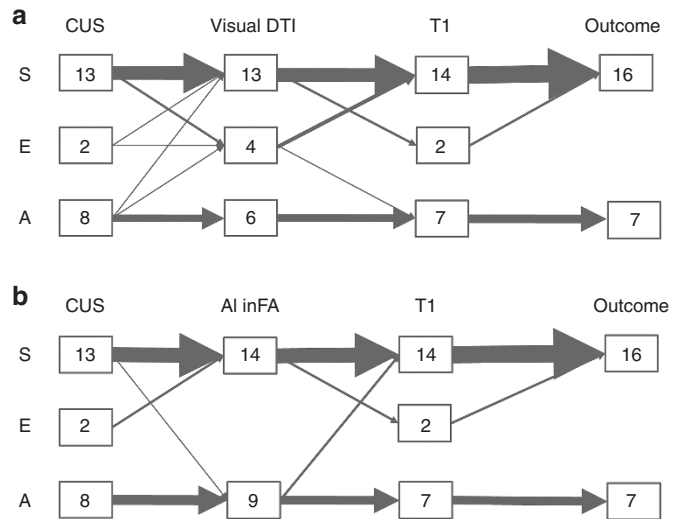 a
CUS Visual DTI T1 Outcome
S 13 13 14 16
E 2 4 2
A 8 6 7 7
b
CUS Al inFA T1 Outcome
S 13 14 14 16
E 2 2
A 8 9 7 7